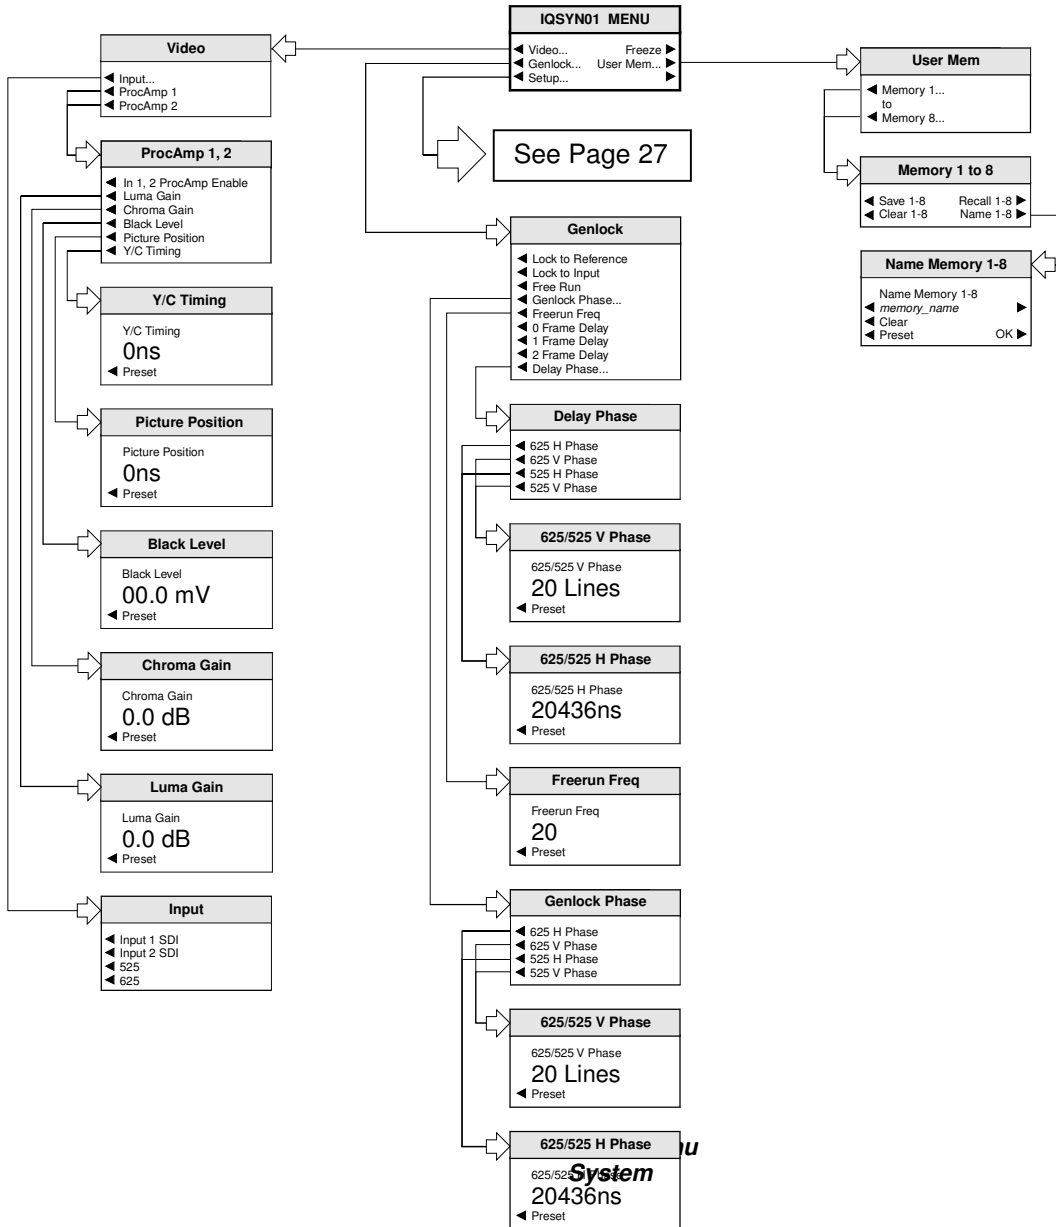 IQSYN01 MENU
Video... Freeze
Genlock... User Mem...
Setup...
Video
Input...
ProcAmp 1
ProcAmp 2
ProcAmp 1, 2
In 1, 2 ProcAmp Enable
Luma Gain
Chroma Gain
Black Level
Picture Position
Y/C Timing
Y/C Timing
Y/C Timing
0ns
Preset
Picture Position
Picture Position
0ns
Preset
Black Level
Black Level
00.0 mV
Preset
Chroma Gain
Chroma Gain
0.0 dB
Preset
Luma Gain
Luma Gain
0.0 dB
Preset
Input
Input 1 SDI
Input 2 SDI
525
625
See Page 27
Genlock
Lock to Reference
Lock to Input
Free Run
Genlock Phase...
Freerun Freq
0 Frame Delay
1 Frame Delay
2 Frame Delay
Delay Phase...
Delay Phase
625 H Phase
625 V Phase
525 H Phase
525 V Phase
625/525 V Phase
625/525 V Phase
20 Lines
Preset
625/525 H Phase
625/525 H Phase
20436ns
Preset
Freerun Freq
Freerun Freq
20
Preset
Genlock Phase
625 H Phase
625 V Phase
525 H Phase
525 V Phase
625/525 V Phase
625/525 V Phase
20 Lines
Preset
625/525 H Phase
System
20436ns
Preset
User Mem
Memory 1...
to
Memory 8...
Memory 1 to 8
Save 1-8 Recall 1-8
Clear 1-8 Name 1-8
Name Memory 1-8
Name Memory 1-8
memory_name
Clear
Preset OK